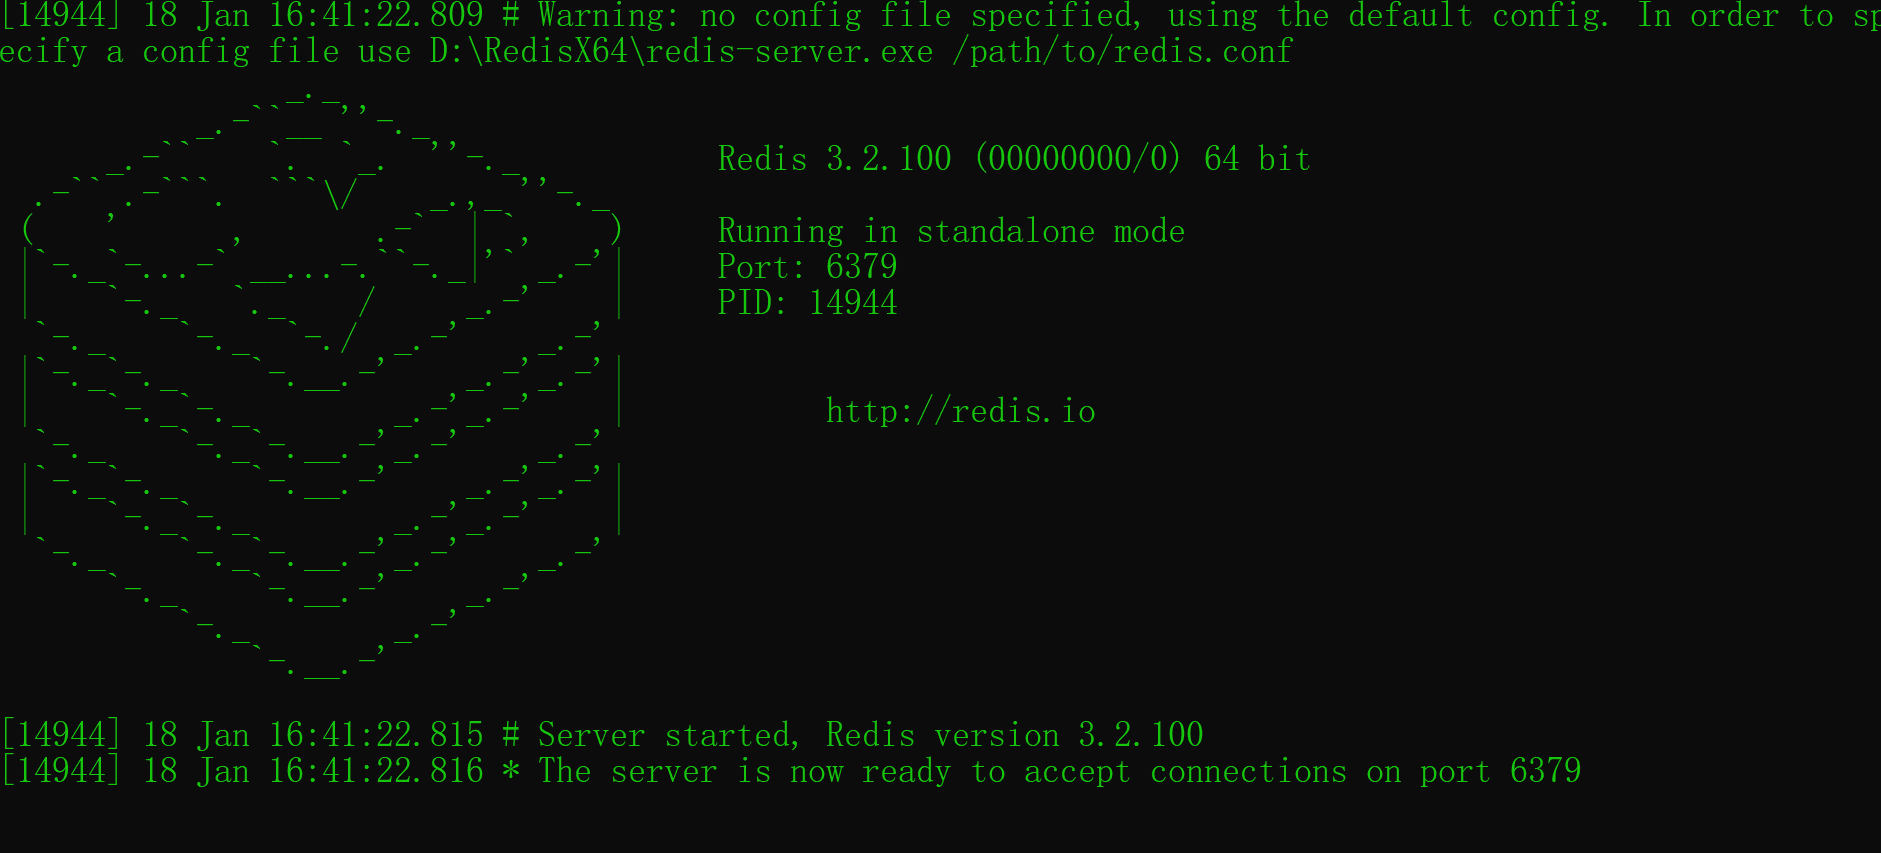 [14944] 18 Jan 16:41:22.809 # Warning: no config file specified, using the default config. In order to sp
ecify a config file use D:\RedisX64\redis-server.exe /path/to/redis.conf
Redis 3.2.100 (00000000/0) 64 bit
Running in standalone mode
Port: 6379
PID: 14944
http://redis.io
[14944] 18 Jan 16:41:22.815 # Server started, Redis version 3.2.100
[14944] 18 Jan 16:41:22.816 * The server is now ready to accept connections on port 6379